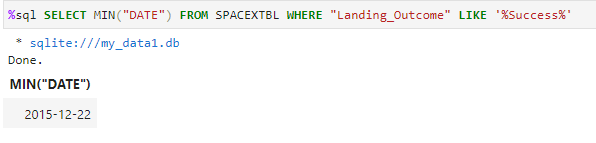 %sql SELECT MIN("DATE") FROM SPACEXTBL WHERE "Landing_Outcome" LIKE '%Success%'
* sqlite:///my_data1.db
Done.
MIN("DATE")
2015-12-22